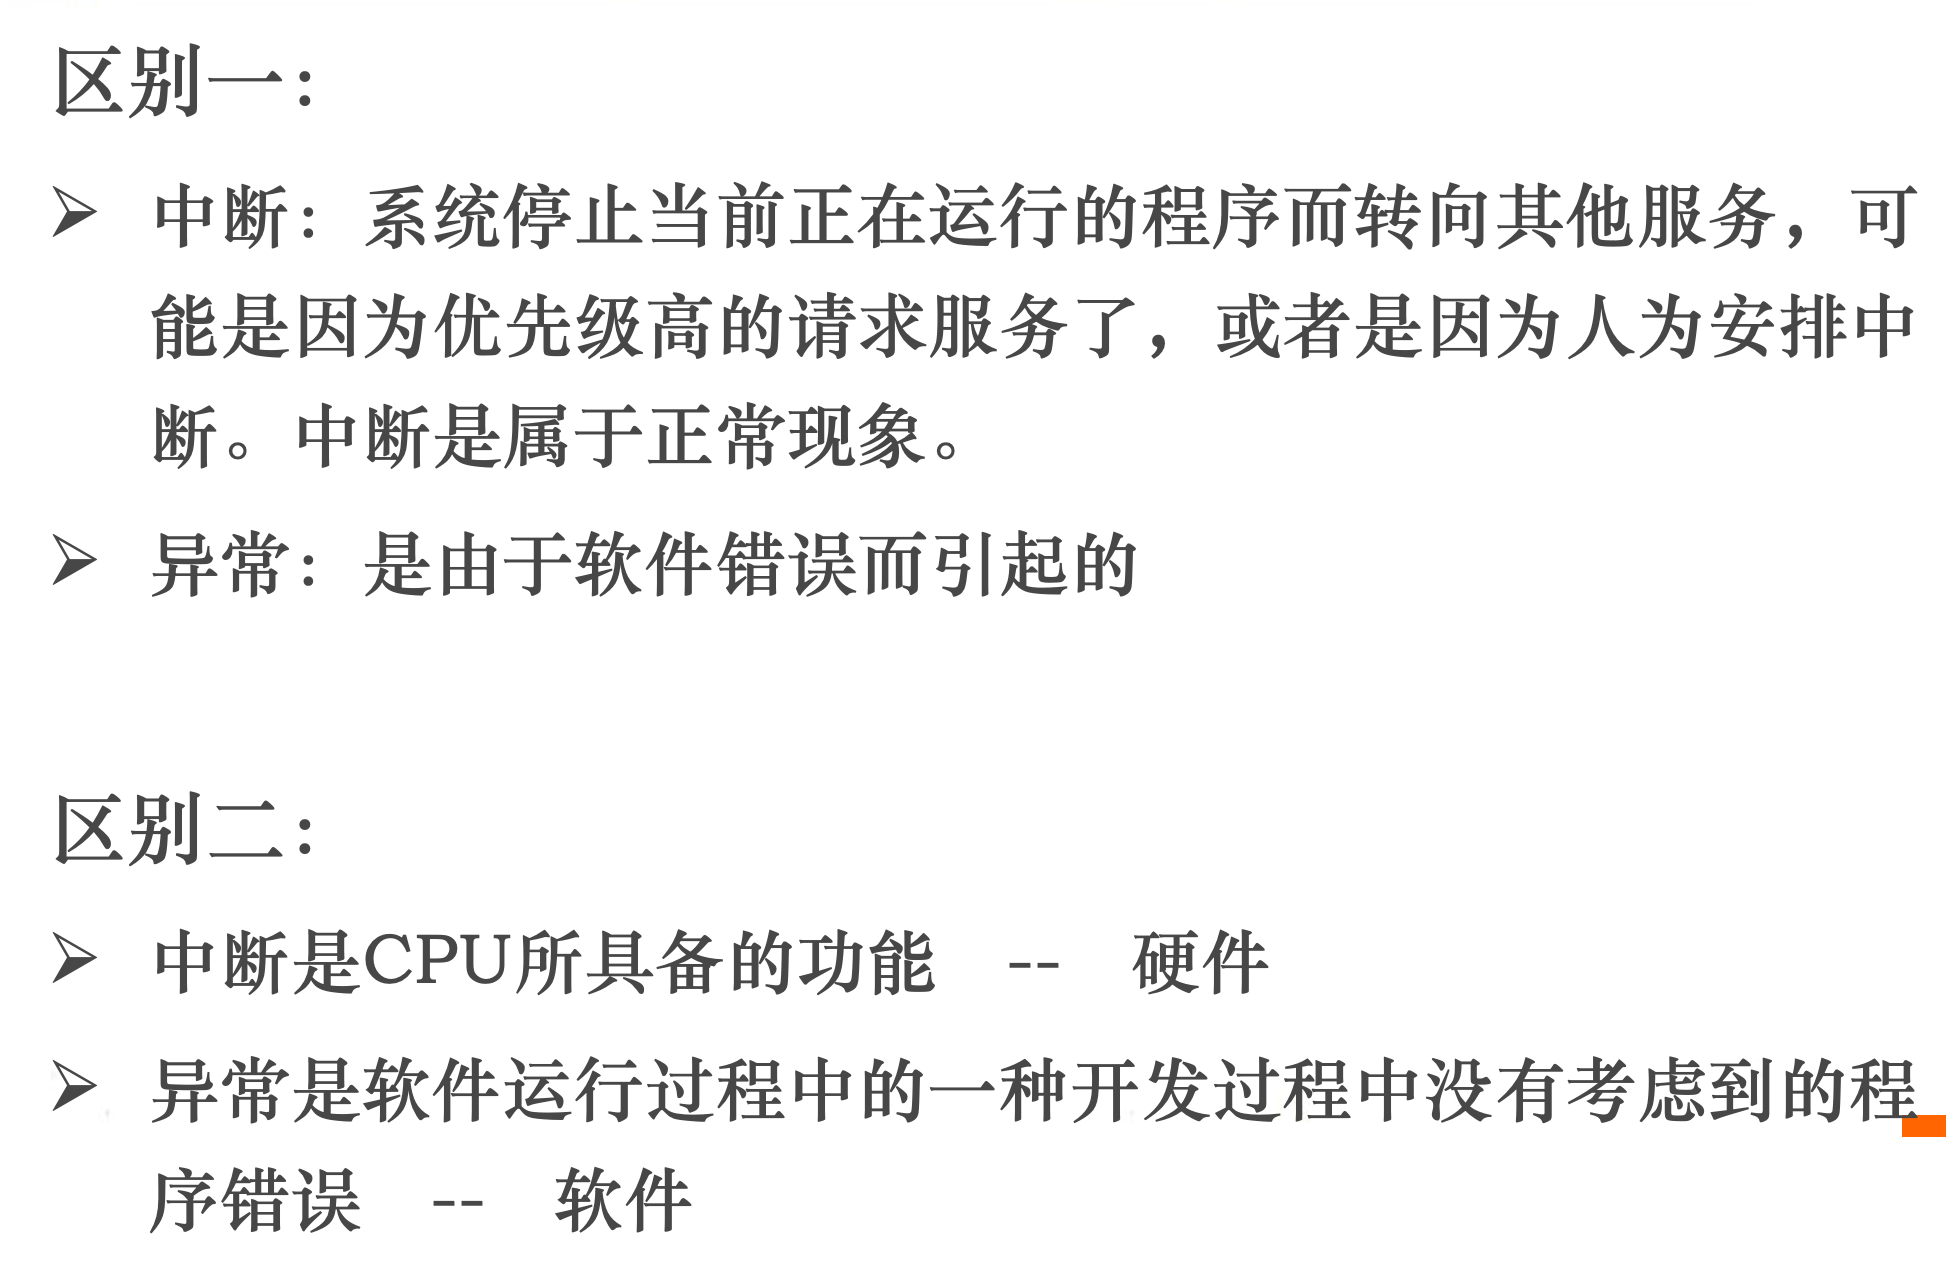 区别一：
➢ 中断：系统停止当前正在运行的程序而转向其他服务，可
能是因为优先级高的请求服务了，或者是因为人为安排中
断。中断是属于正常现象。
➢ 异常：是由于软件错误而引起的
区别二：
➢ 中断是CPU所具备的功能 -- 硬件
➢ 异常是软件运行过程中的一种开发过程中没有考虑到的程
序错误 -- 软件